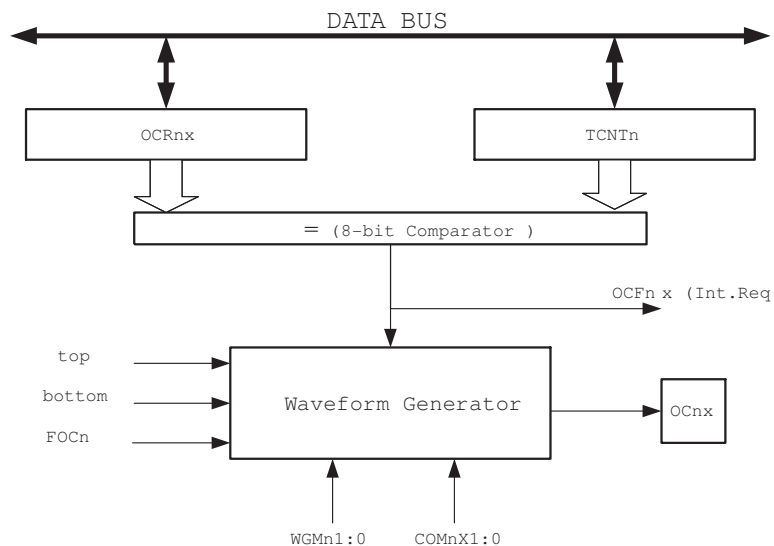 DATA BUS
OCRnx
TCNTn
= (8-bit Comparator )
OCFn x (Int.Req
top
bottom
FOCn
Waveform Generator
OCnx
WGMn1:0
COMnX1:0